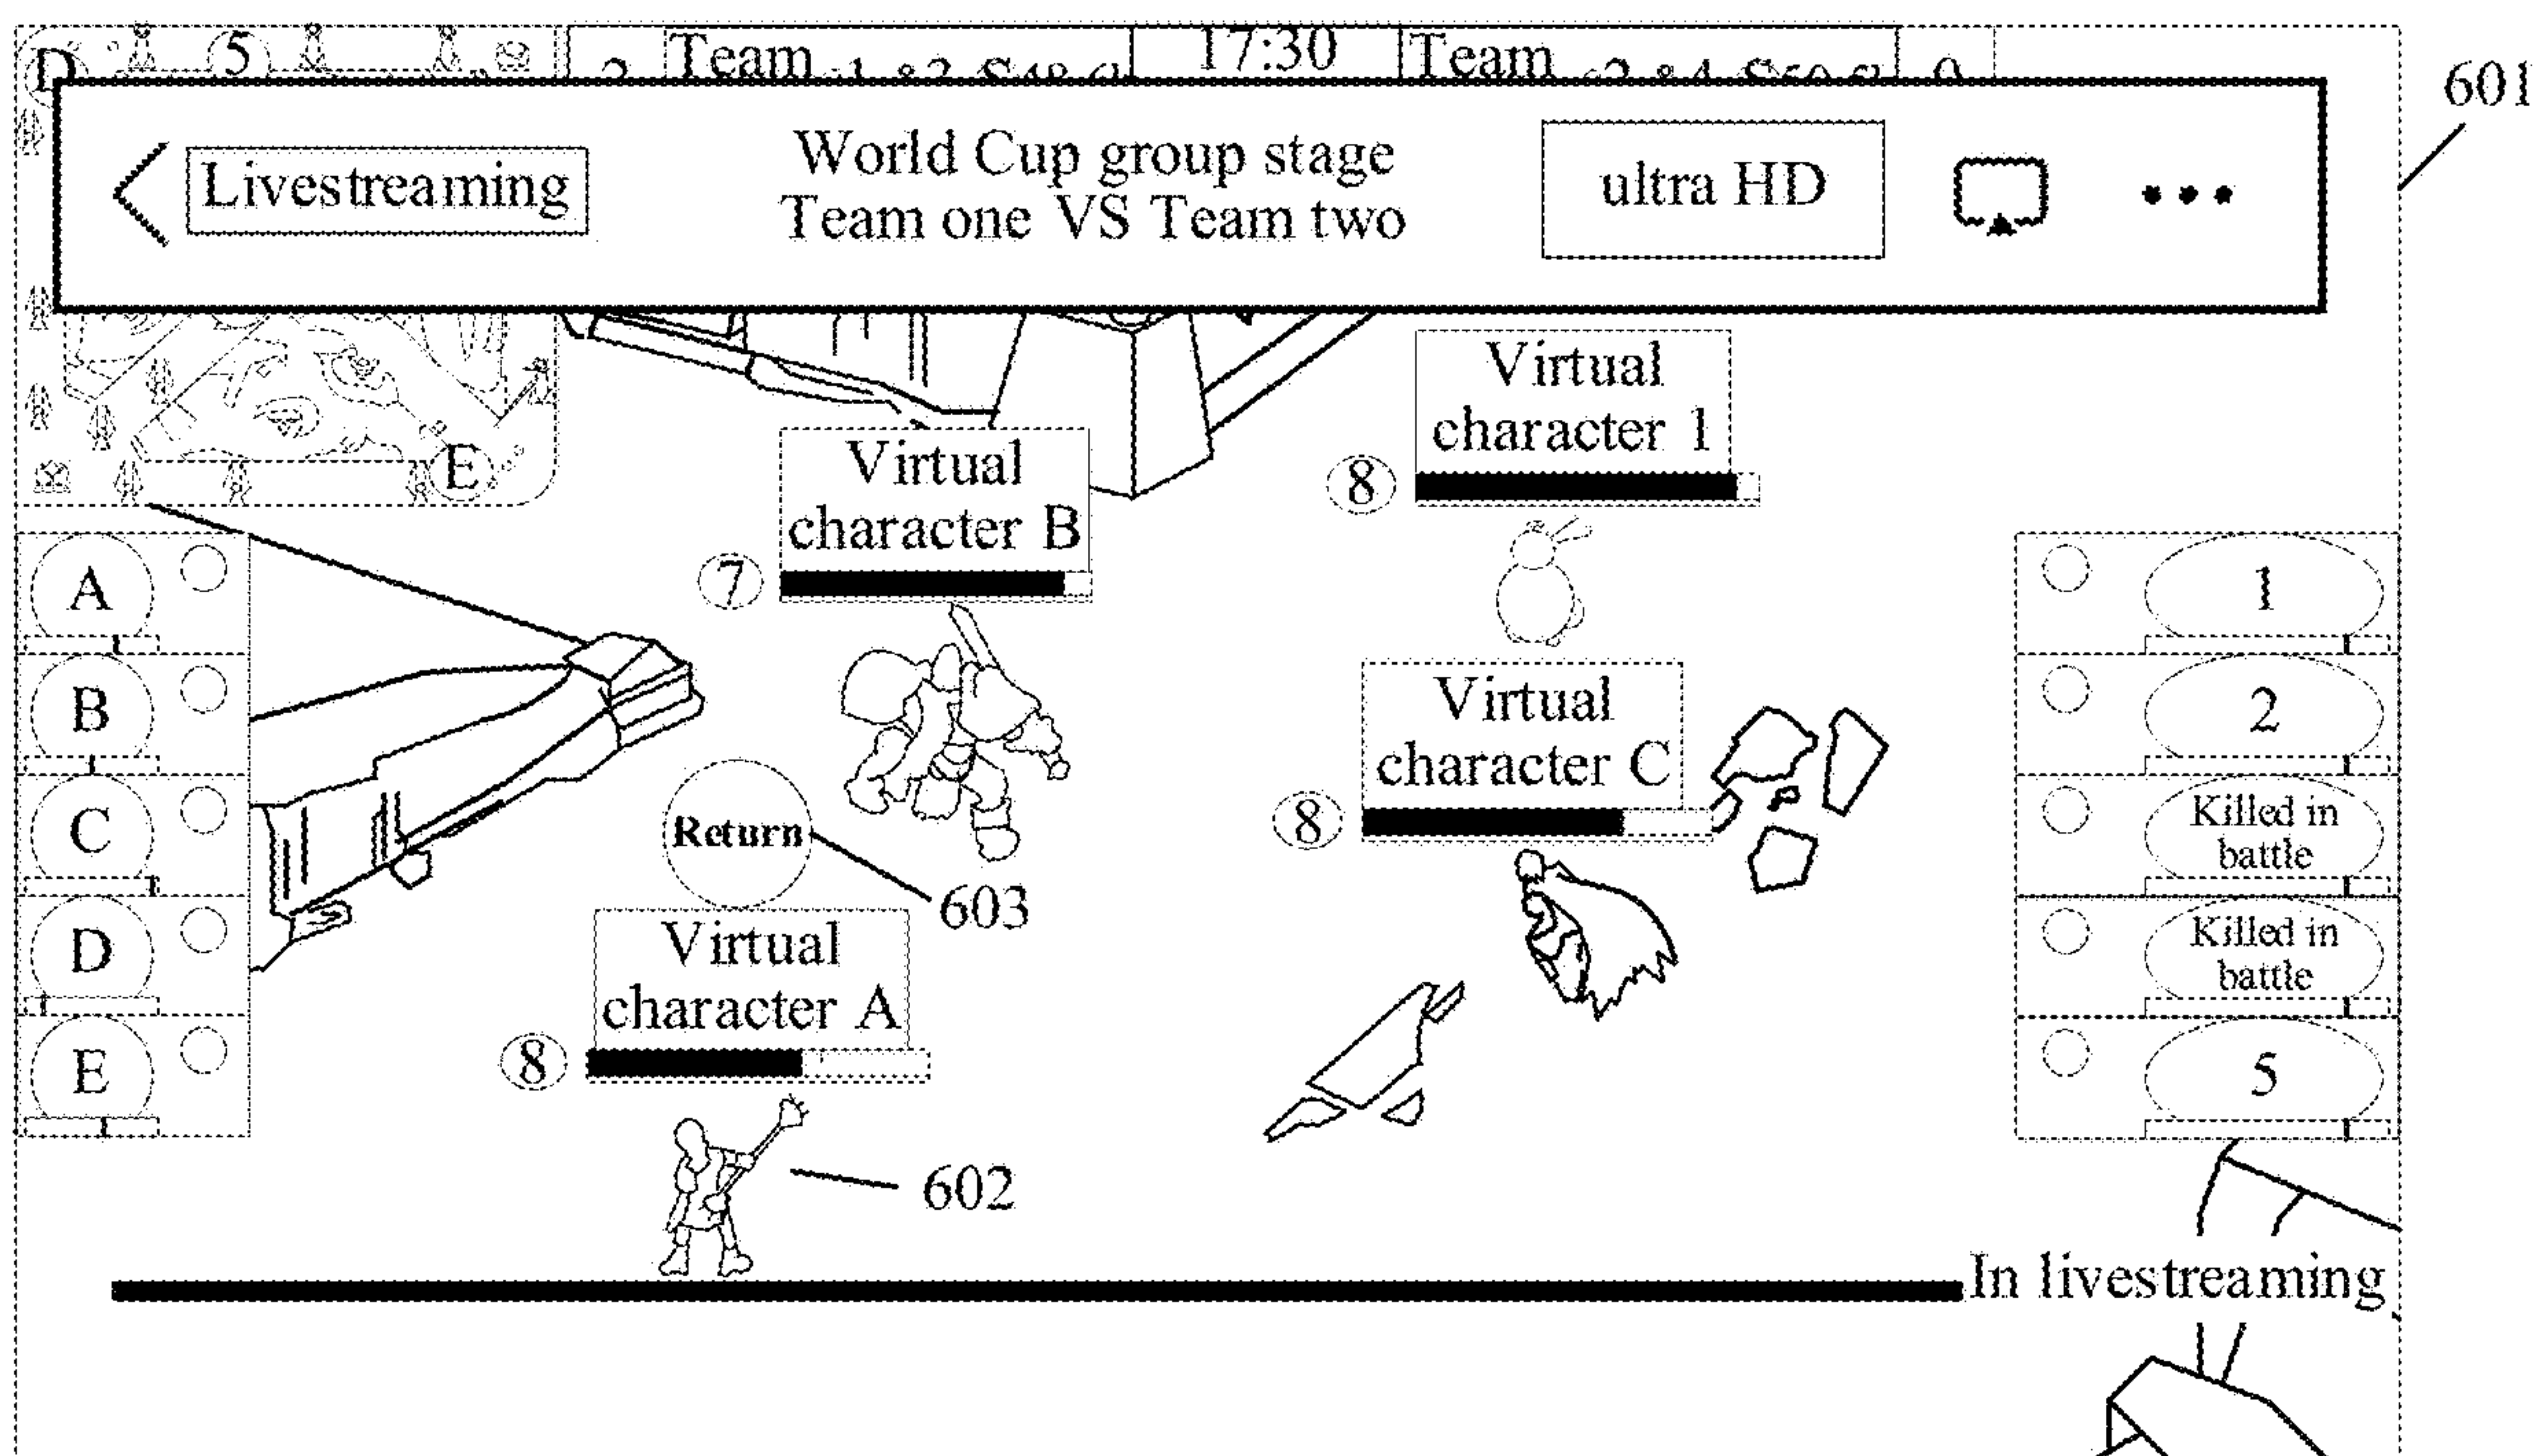 D
5
Team
17:30
Team
601
Livestreaming
World Cup group stage
Team one VS Team two
ultra HD
E
Virtual
character 1
8
Virtual
character B
7
A
B
C
D
E
Virtual
character C
8
Return
603
Virtual
character A
8
602
1
2
Killed in
battle
Killed in
battle
5
In livestreaming